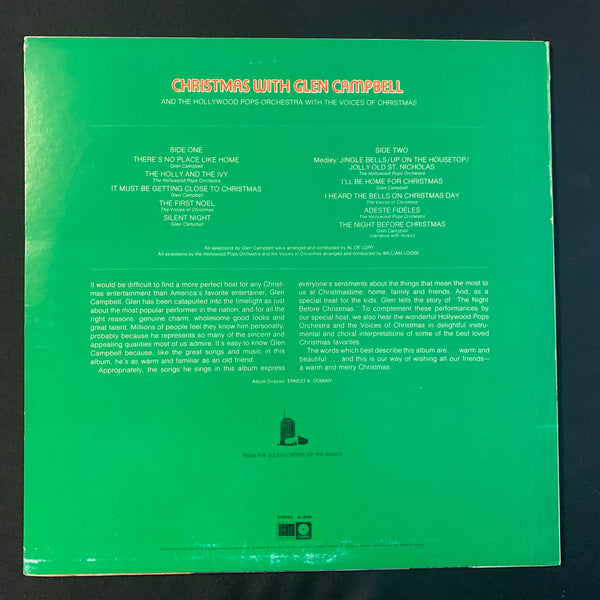 CHRISTMAS WITH GLEN CAMPBELL
AND THE HOLLYWOOD POPS ORCHESTRA WITH THE VOICES OF CHRISTMAS
SIDE ONE
THERE'S NO PLACE LIKE HOME
Glen Campbell
THE HOLLY AND THE IVY
The Hollywood Pops Orchestra
IT MUST BE GETTING CLOSE TO CHRISTMAS
Glen Campbell
THE FIRST NOEL
The Voices of Christmas
SILENT NIGHT
Glen Campbell
SIDE TWO
Medley: JINGLE BELLS/UP ON THE HOUSETOP/
JOLLY OLD ST. NICHOLAS
The Hollywood Pops Orchestra
I'LL BE HOME FOR CHRISTMAS
Glen Campbell
I HEARD THE BELLS ON CHRISTMAS DAY
The Voices of Christmas
ADESTE FIDELES
The Hollywood Pops Orchestra
THE NIGHT BEFORE CHRISTMAS
Glen Campbell
(narrative with music)
All selections by Glen Campbell were arranged and conducted by AL DE LORY
All selections by the Hollywood Pops Orchestra and the Voices of Christmas arranged and conducted by WILLIAM LOOSE
It would be difficult to find a more perfect host for any Christ-
mas entertainment than America's favorite entertainer, Glen
Campbell. Glen has been catapulted into the limelight as just
about the most popular performer in the nation, and for all the
right reasons: genuine charm, wholesome good looks and
great talent. Millions of people feel they know him personally,
probably because he represents so many of the sincere and
appealing qualities most of us admire. It's easy to know Glen
Campbell because, like the great songs and music in this
album, he's as warm and familiar as an old friend.
Appropriately, the songs he sings in this album express
everyone's sentiments about the things that mean the most to
us at Christmastime: home, family and friends. And, as a
special treat for the kids, Glen tells the story of "The Night
Before Christmas." To complement these performances by
our special host, we also hear the wonderful Hollywood Pops
Orchestra and the Voices of Christmas in delightful instru-
mental and choral interpretations of some of the best loved
Christmas favorites.
The words which best describe this album are . . . warm and
beautiful . . . and this is our way of wishing all our friends—
a warm and merry Christmas.
Album Director: ERNEST K. DOMINY
FROM THE SOUND CAPITOL OF THE WORLD
STEREO SL-6699